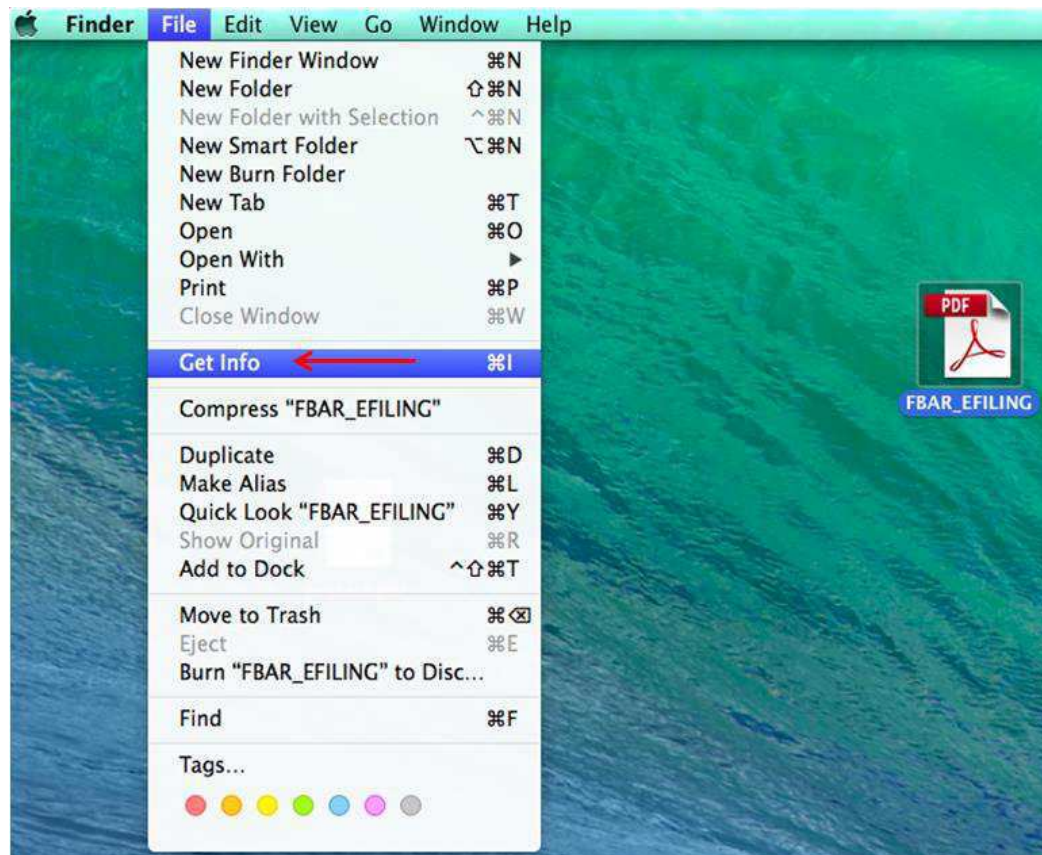 Finder File Edit View Go Window Help
New Finder Window ⌘N
New Folder ⇧⌘N
New Folder with Selection ^⌘N
New Smart Folder ⌥⌘N
New Burn Folder
New Tab ⌘T
Open ⌘O
Open With ▶
Print ⌘P
Close Window ⌘W
Get Info ⌘I
Compress “FBAR_EFILING”
Duplicate ⌘D
Make Alias ⌘L
Quick Look “FBAR_EFILING” ⌘Y
Show Original ⌘R
Add to Dock ^⇧⌘T
Move to Trash ⌘⌫
Eject ⌘E
Burn “FBAR_EFILING” to Disc...
Find ⌘F
Tags...
PDF
FBAR_EFILING